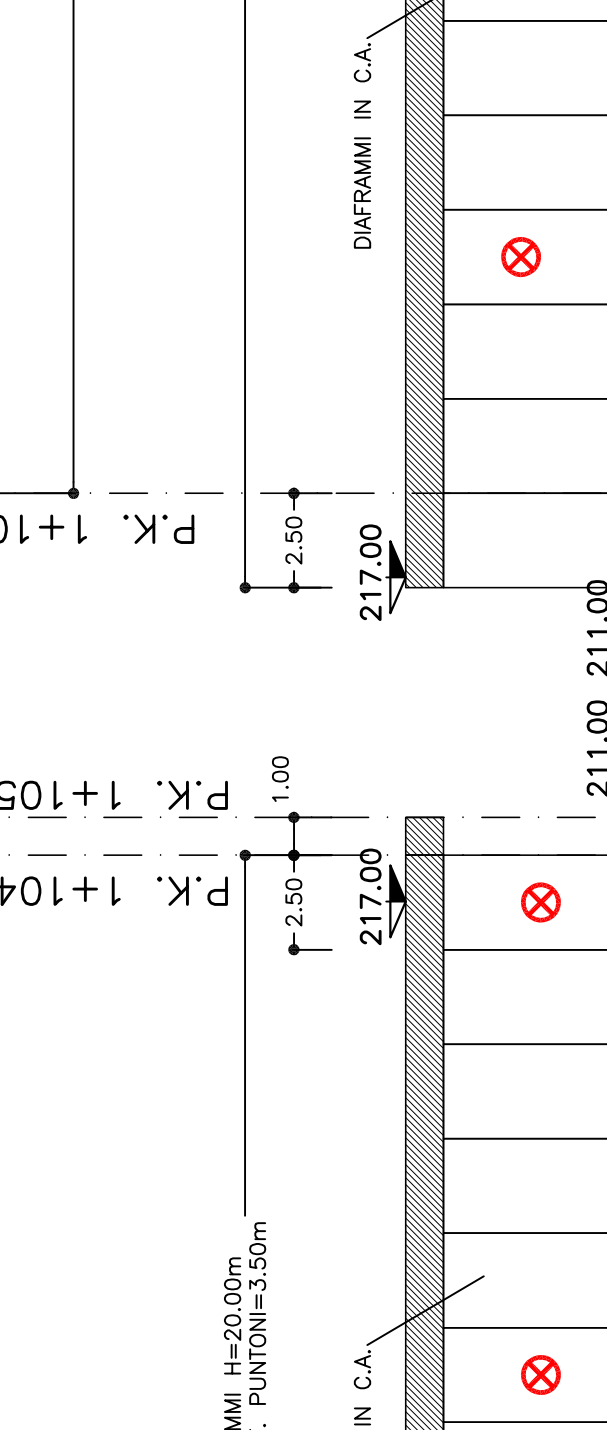 DIAFRAMMI IN C.A.
P.K. 1+10
2.50
217.00
211.00
211.00
1.00
P.K. 1+105
P.K. 1+104
2.50
217.00
H=20.00m
PUNTONI=3.50m
IN C.A.